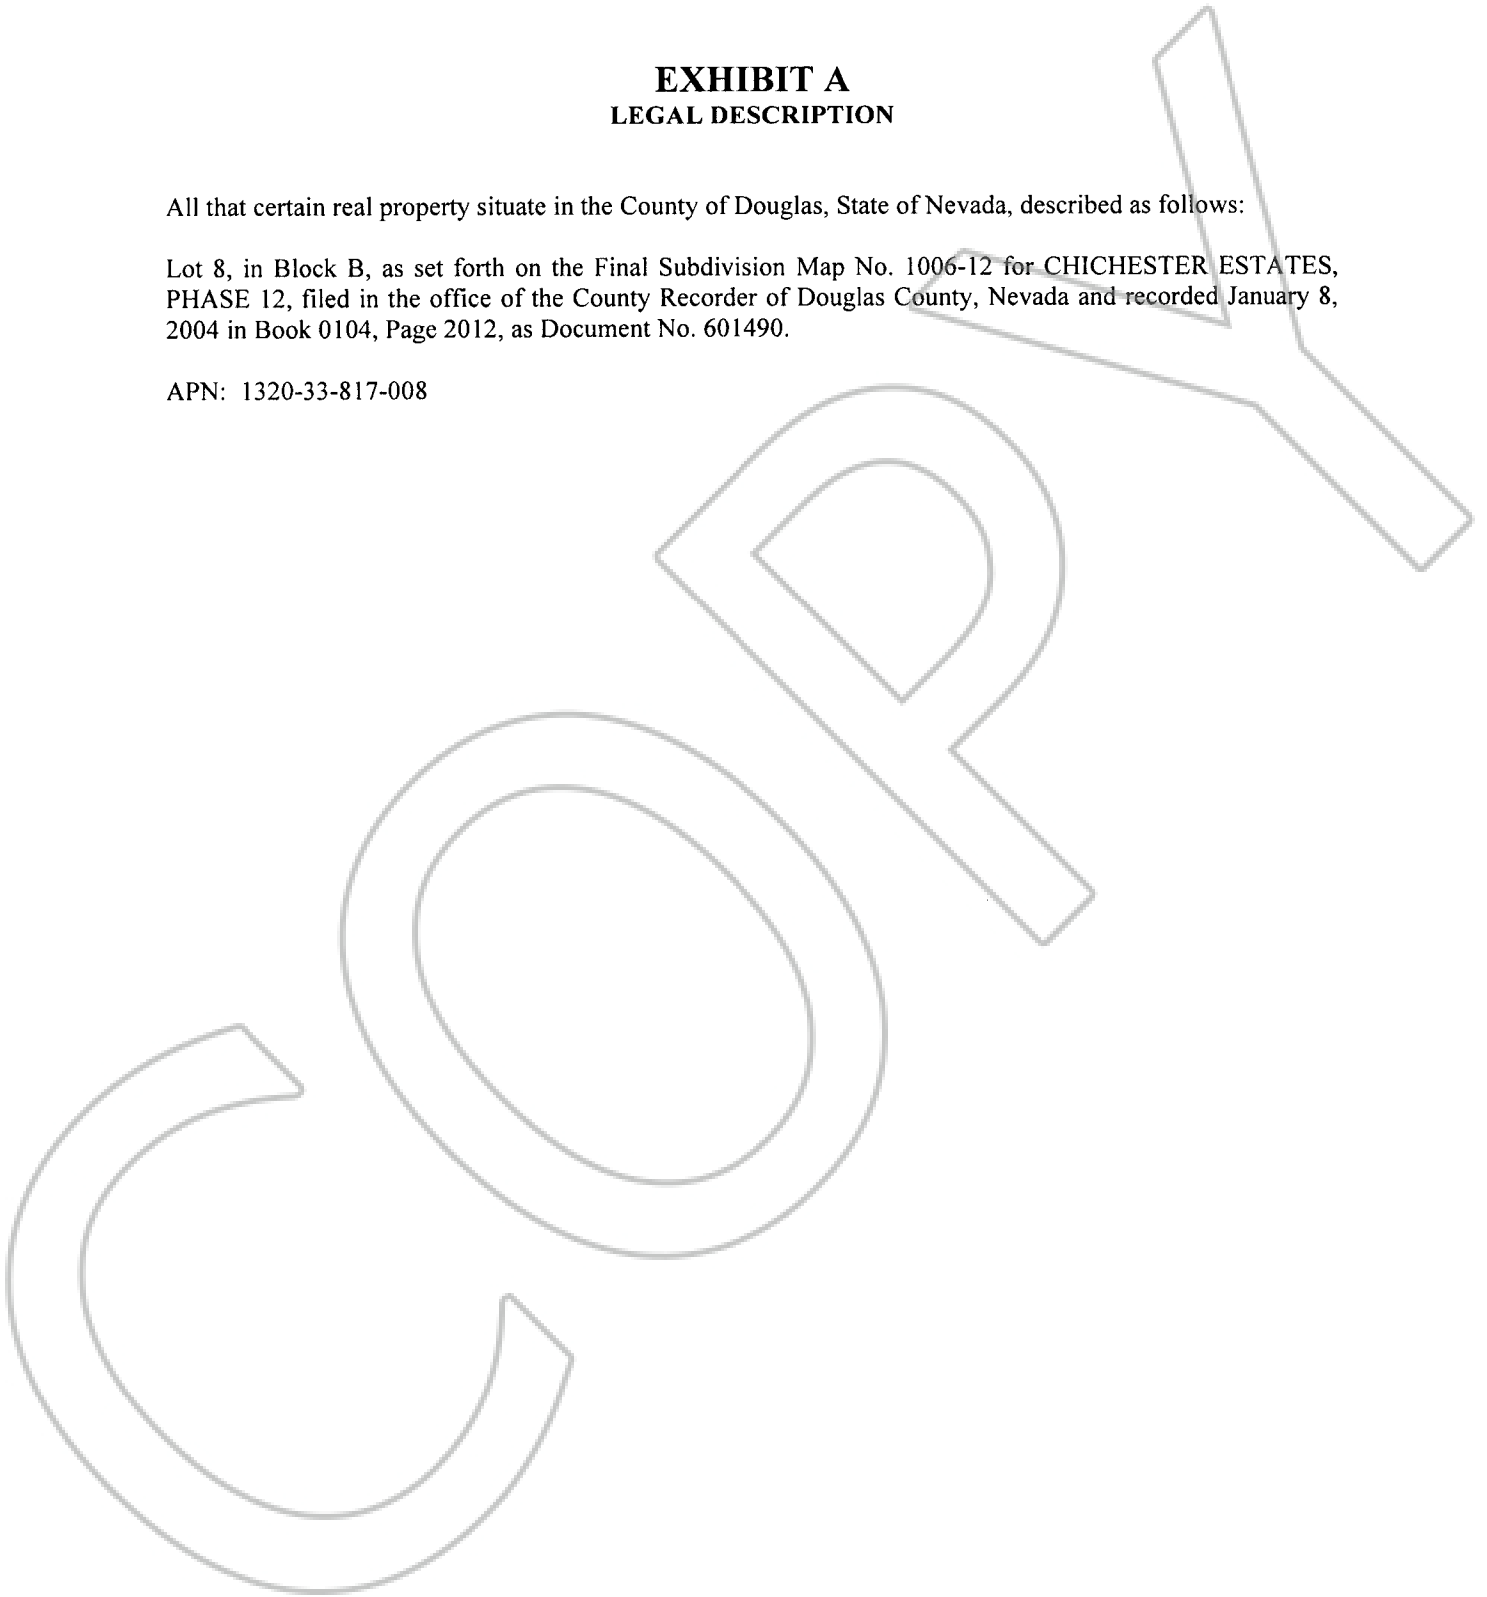 EXHIBIT A
LEGAL DESCRIPTION
All that certain real property situate in the County of Douglas, State of Nevada, described as follows:
Lot 8, in Block B, as set forth on the Final Subdivision Map No. 1006-12 for CHICHESTER ESTATES,
PHASE 12, filed in the office of the County Recorder of Douglas County, Nevada and recorded January 8,
2004 in Book 0104, Page 2012, as Document No. 601490.
APN: 1320-33-817-008
COPY